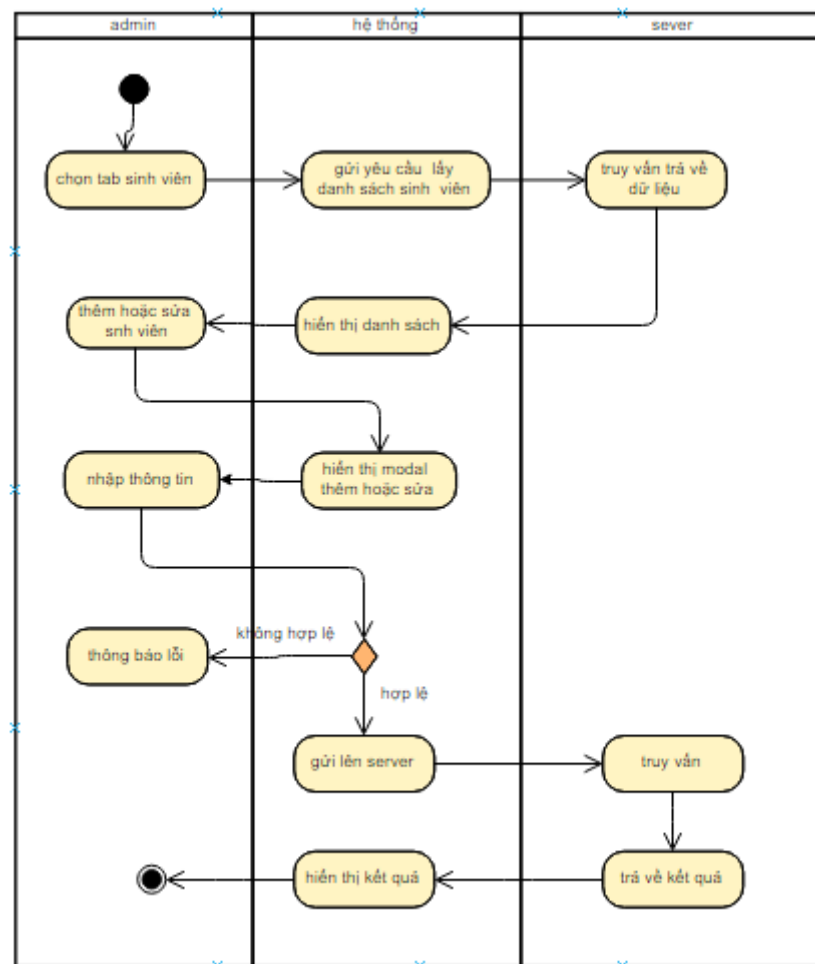 admin
hệ thống
sever
chọn tab sinh viên
gửi yêu cầu lấy
danh sách sinh viên
truy vấn trả về
dữ liệu
thêm hoặc sửa
snh viên
hiển thị danh sách
nhập thông tin
hiển thị modal
thêm hoặc sửa
không hợp lệ
thông báo lỗi
hợp lệ
gửi lên server
truy vấn
hiển thị kết quả
trả về kết quả